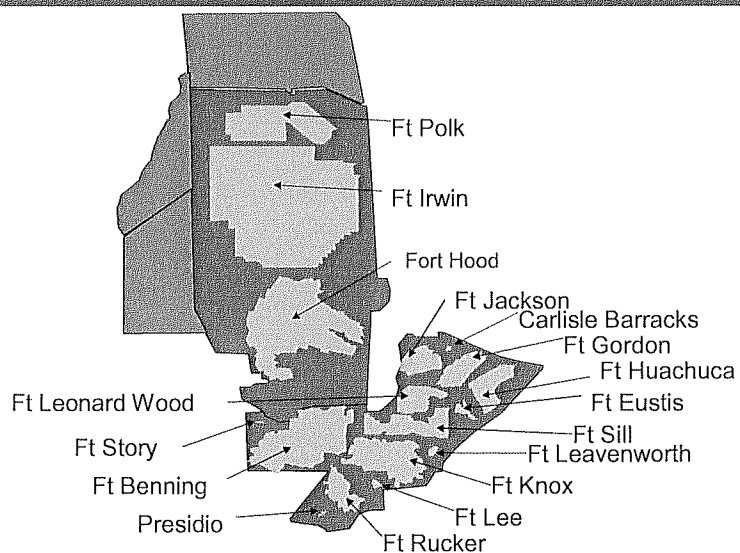 Ft Polk
Ft Irwin
Fort Hood
Ft Jackson
Carlisle Barracks
Ft Gordon
Ft Huachuca
Ft Leonard Wood
Ft Eustis
Ft Story
Ft Sill
Ft Leavenworth
Ft Benning
Ft Knox
Presidio
Ft Lee
Ft Rucker